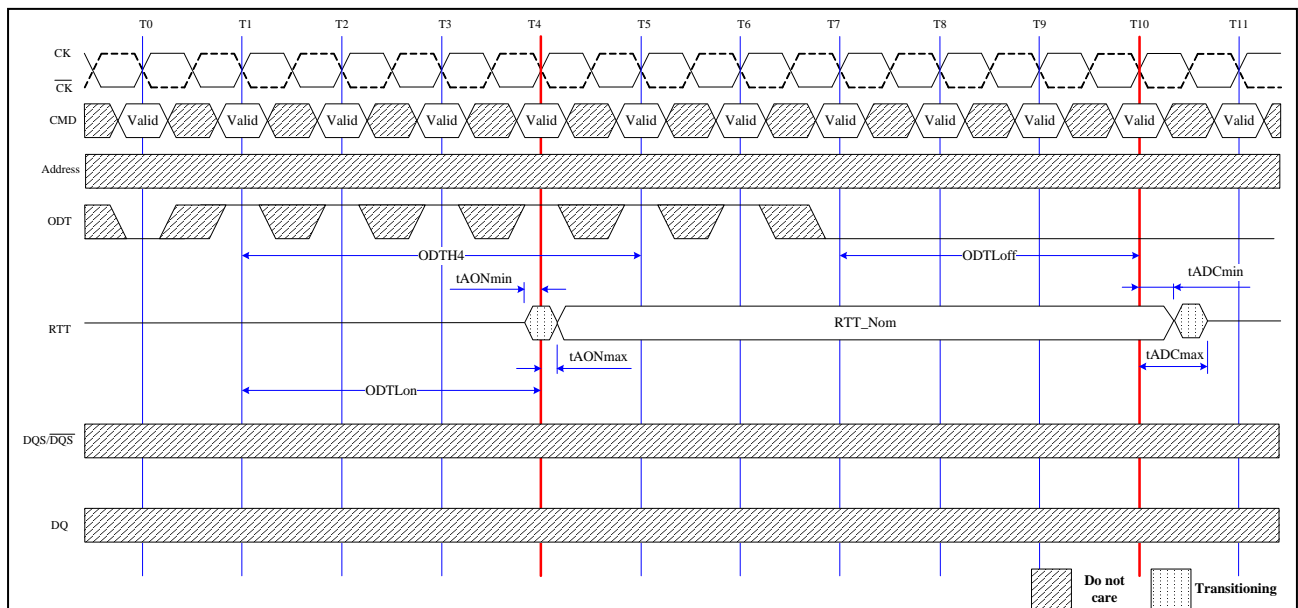 T0 T1 T2 T3 T4 T5 T6 T7 T8 T9 T10 T11
CK
CK
CMD Valid Valid Valid Valid Valid Valid Valid Valid Valid Valid Valid Valid
Address
ODT
ODTH4 ODTLoff
tAONmin tADCmin
RTT RTT_Nom
tAONmax tADCmax
ODTLon
DQS/DQS
DQ
Do not
care
Transitioning